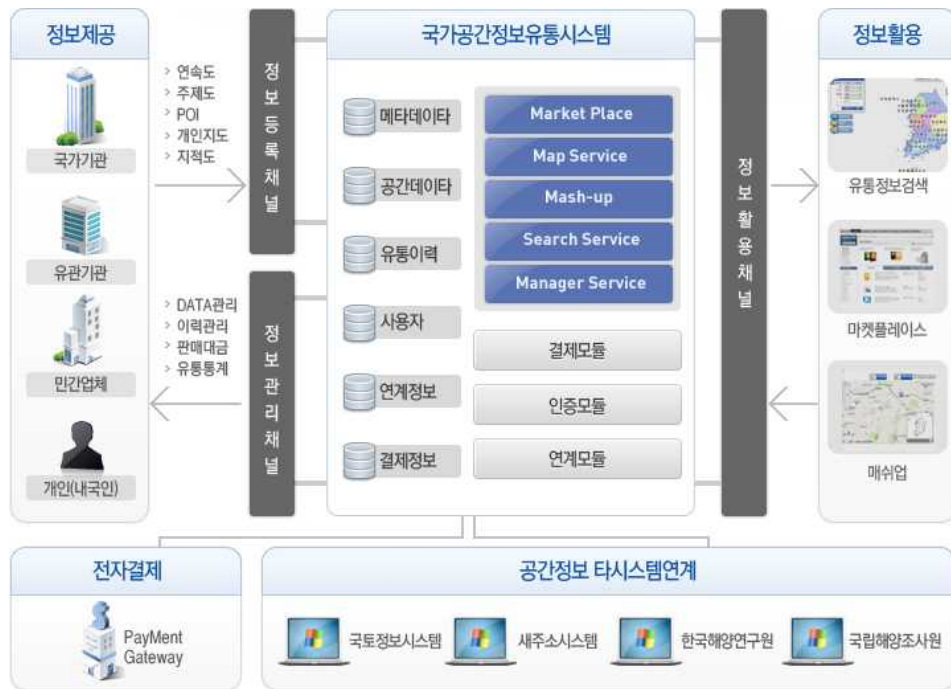 정보제공
국가기관
유관기관
민간업체
개인(내국인)
> 연속도
> 주제도
> POI
> 개인지도
> 지적도
정보등록채널
> DATA관리
> 이력관리
> 판매대금
> 유통통계
정보관리채널
국가공간정보유통시스템
메타데이타
공간데이타
유통이력
사용자
연계정보
결제정보
Market Place
Map Service
Mash-up
Search Service
Manager Service
결제모듈
인증모듈
연계모듈
정보활용채널
정보활용
유통정보검색
마켓플레이스
매쉬업
전자결제
PayMent
Gateway
공간정보 타시스템연계
국토정보시스템
새주소시스템
한국해양연구원
국립해양조사원